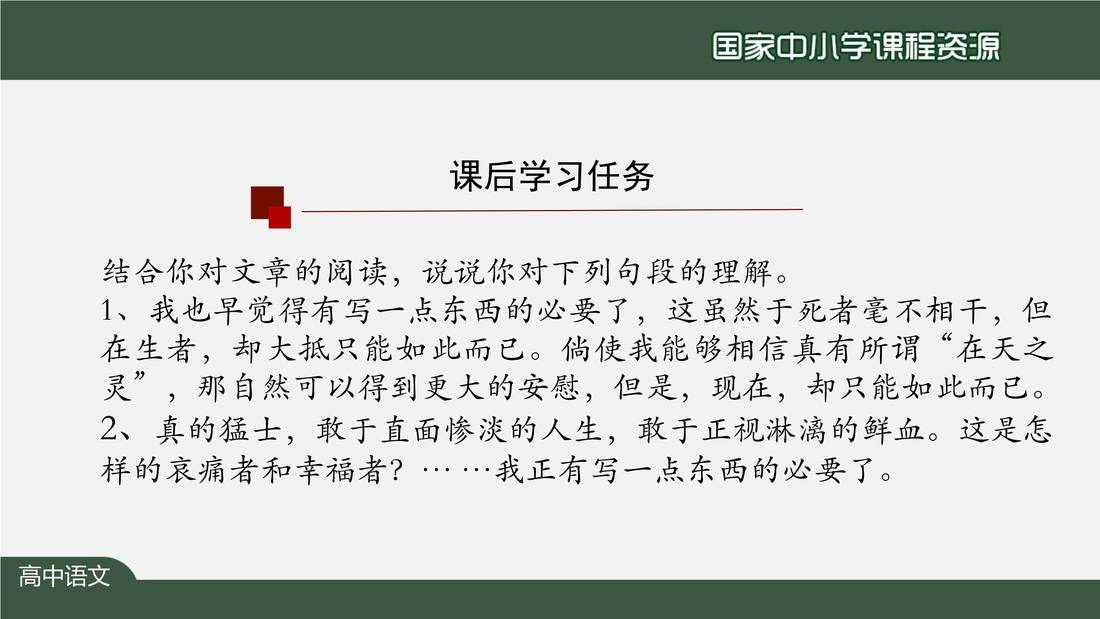 国家中小学课程资源
课后学习任务
结合你对文章的阅读，说说你对下列句段的理解。
1、我也早觉得有写一点东西的必要了，这虽然于死者毫不相干，但
在生者，却大抵只能如此而已。倘使我能够相信真有所谓“在天之
灵”，那自然可以得到更大的安慰，但是，现在，却只能如此而已。
2、真的猛士，敢于直面惨淡的人生，敢于正视淋漓的鲜血。这是怎
样的哀痛者和幸福者？… …我正有写一点东西的必要了。
高中语文